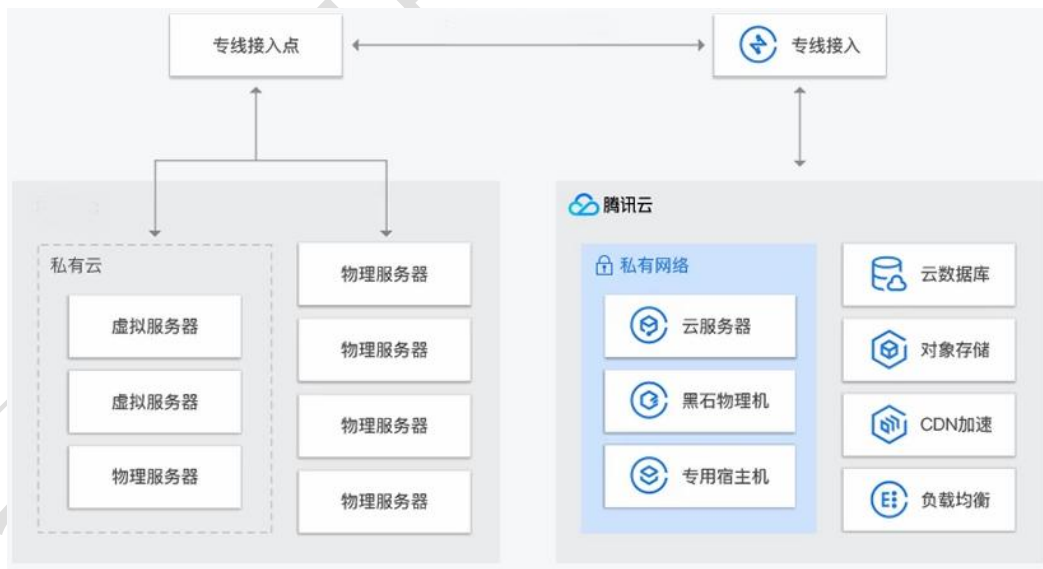 专线接入点
专线接入
腾讯云
私有云
虚拟服务器
虚拟服务器
物理服务器
物理服务器
物理服务器
物理服务器
物理服务器
私有网络
云服务器
黑石物理机
专用宿主机
云数据库
对象存储
CDN加速
负载均衡